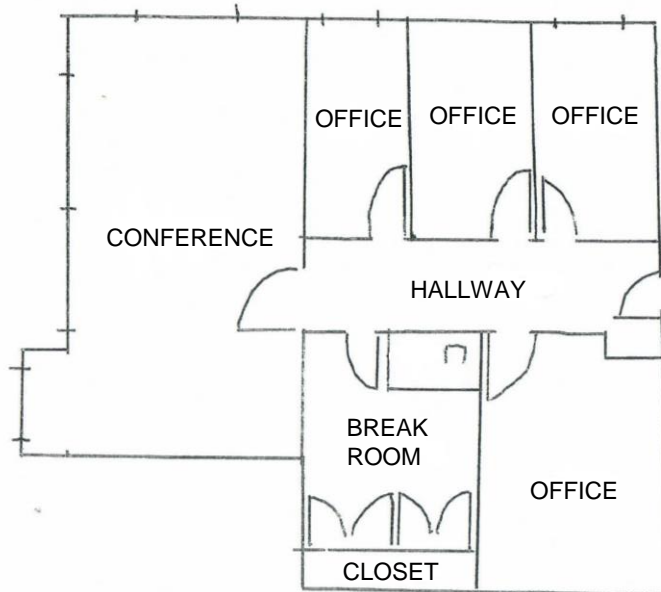 OFFICE
OFFICE
OFFICE
CONFERENCE
HALLWAY
BREAK
ROOM
OFFICE
CLOSET